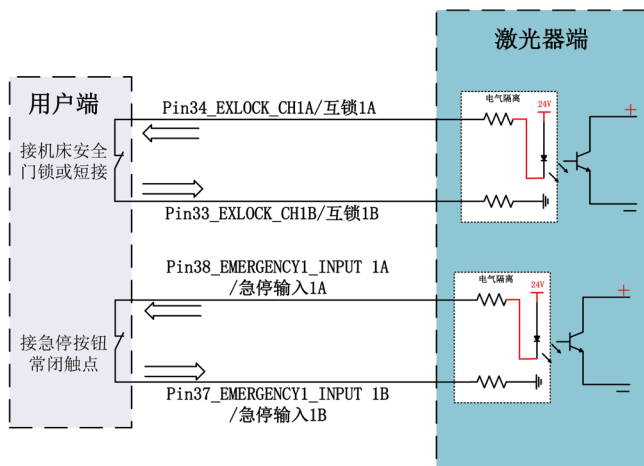 激光器端
用户端
Pin34_EXLOCK_CH1A/互锁1A
电气隔离
24V
+
接机床安全
门锁或短接
Pin33_EXLOCK_CH1B/互锁1B
Pin38_EMERGENCY1_INPUT 1A
/急停输入1A
电气隔离
24V
+
接急停按钮
常闭触点
Pin37_EMERGENCY1_INPUT 1B
/急停输入1B